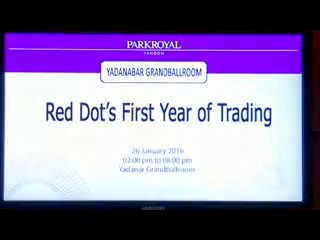 PARKROYAL
YANGON
YADANABAR GRANDBALLROOM
Red Dot's First Year of Trading
26 January 2016
02:00 pm to 08:00 pm
Yadanar Grandballroom